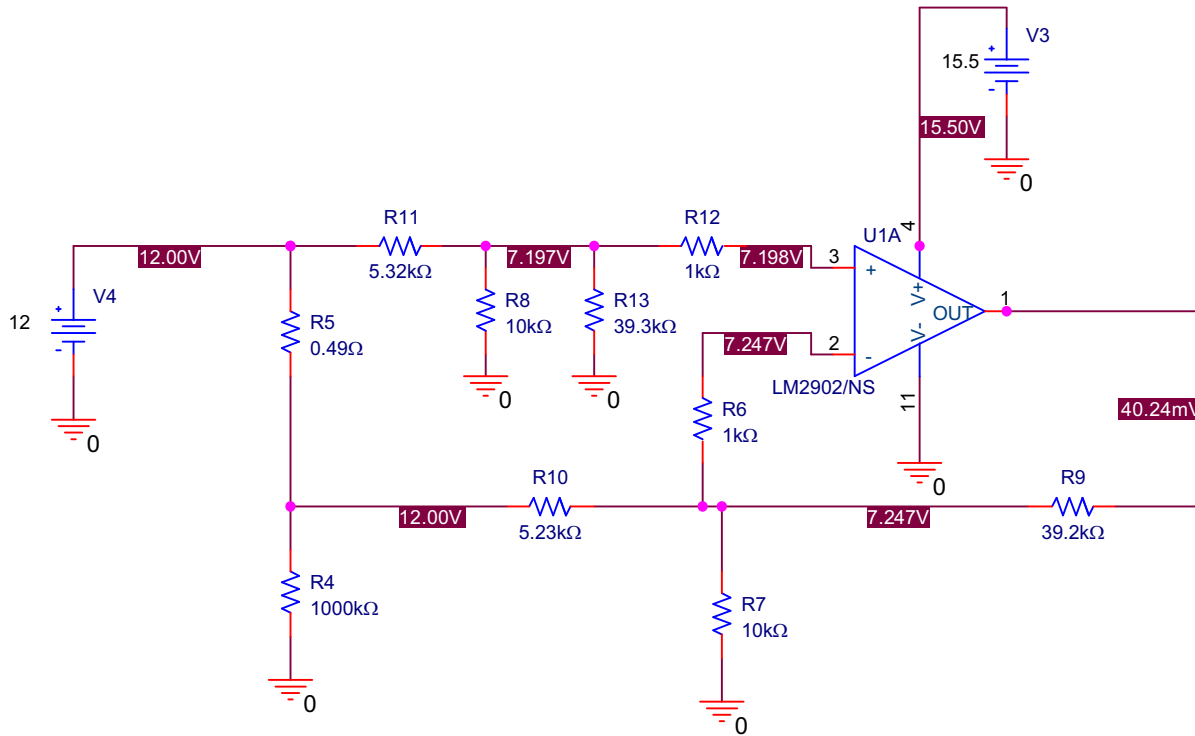 V3
15.5
15.50V
0
R11
5.32kΩ
R12
1kΩ
4
U1A
12.00V
7.197V
7.198V
3
+
V+
OUT
1
V4
12
R5
0.49Ω
R8
10kΩ
R13
39.3kΩ
7.247V
2
-
V-
LM2902/NS
11
0
0
0
0
R6
1kΩ
40.24mV
R10
5.23kΩ
R9
39.2kΩ
12.00V
7.247V
R4
1000kΩ
R7
10kΩ
0
0